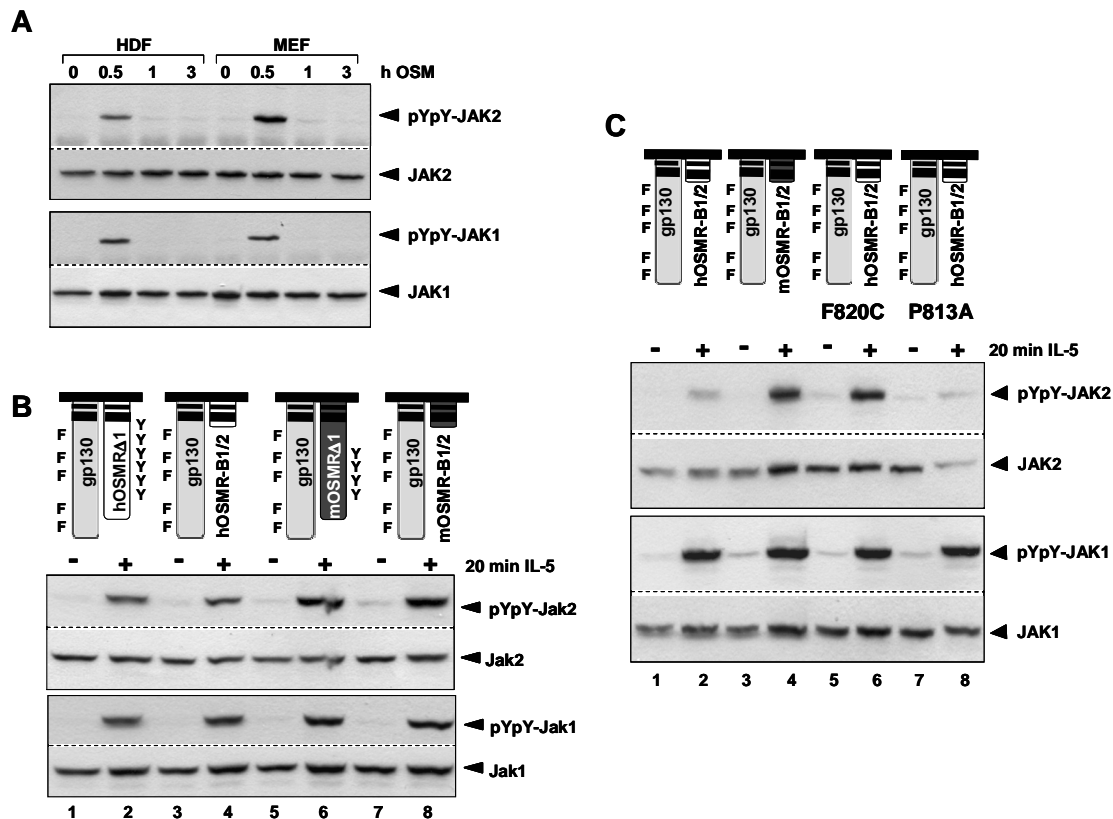 A
HDF MEF
0 0.5 1 3 0 0.5 1 3 h OSM
pYpY-JAK2
JAK2
pYpY-JAK1
JAK1
B
F F F F F
gp130
hOSMRΔ1
Y Y Y Y Y Y
F F F F F
gp130
hOSMR-B1/2
F F F F F
gp130
mOSMRΔ1
Y Y Y Y
F F F F F
gp130
mOSMR-B1/2
- + - + - + - + 20 min IL-5
pYpY-Jak2
Jak2
pYpY-Jak1
Jak1
1 2 3 4 5 6 7 8
C
F F F F F
gp130
hOSMR-B1/2
F F F F F
gp130
mOSMR-B1/2
F F F F F
gp130
hOSMR-B1/2
F F F F F
gp130
hOSMR-B1/2
F820C P813A
- + - + - + - + 20 min IL-5
pYpY-JAK2
JAK2
pYpY-JAK1
JAK1
1 2 3 4 5 6 7 8